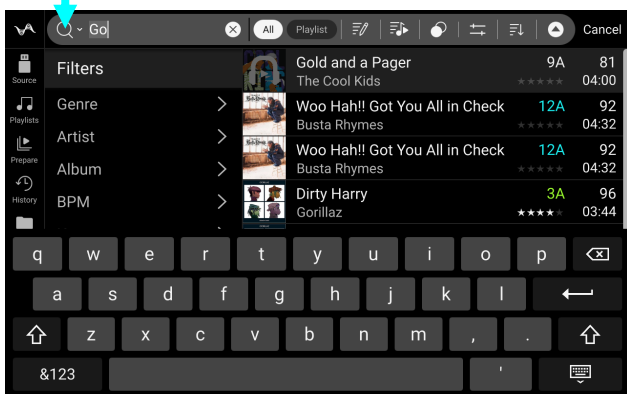 Go
All
Playlist
Cancel
Source
Playlists
Prepare
History
Filters
Genre
Artist
Album
BPM
Gold and a Pager 9A 81
The Cool Kids ★★★★★ 04:00
Woo Hah!! Got You All in Check 12A 92
Busta Rhymes ★★★★★ 04:32
Woo Hah!! Got You All in Check 12A 92
Busta Rhymes ★★★★★ 04:32
Dirty Harry 3A 96
Gorillaz ★★★★★ 03:44
q w e r t y u i o p
a s d f g h j k l
z x c v b n m , .
&123 '